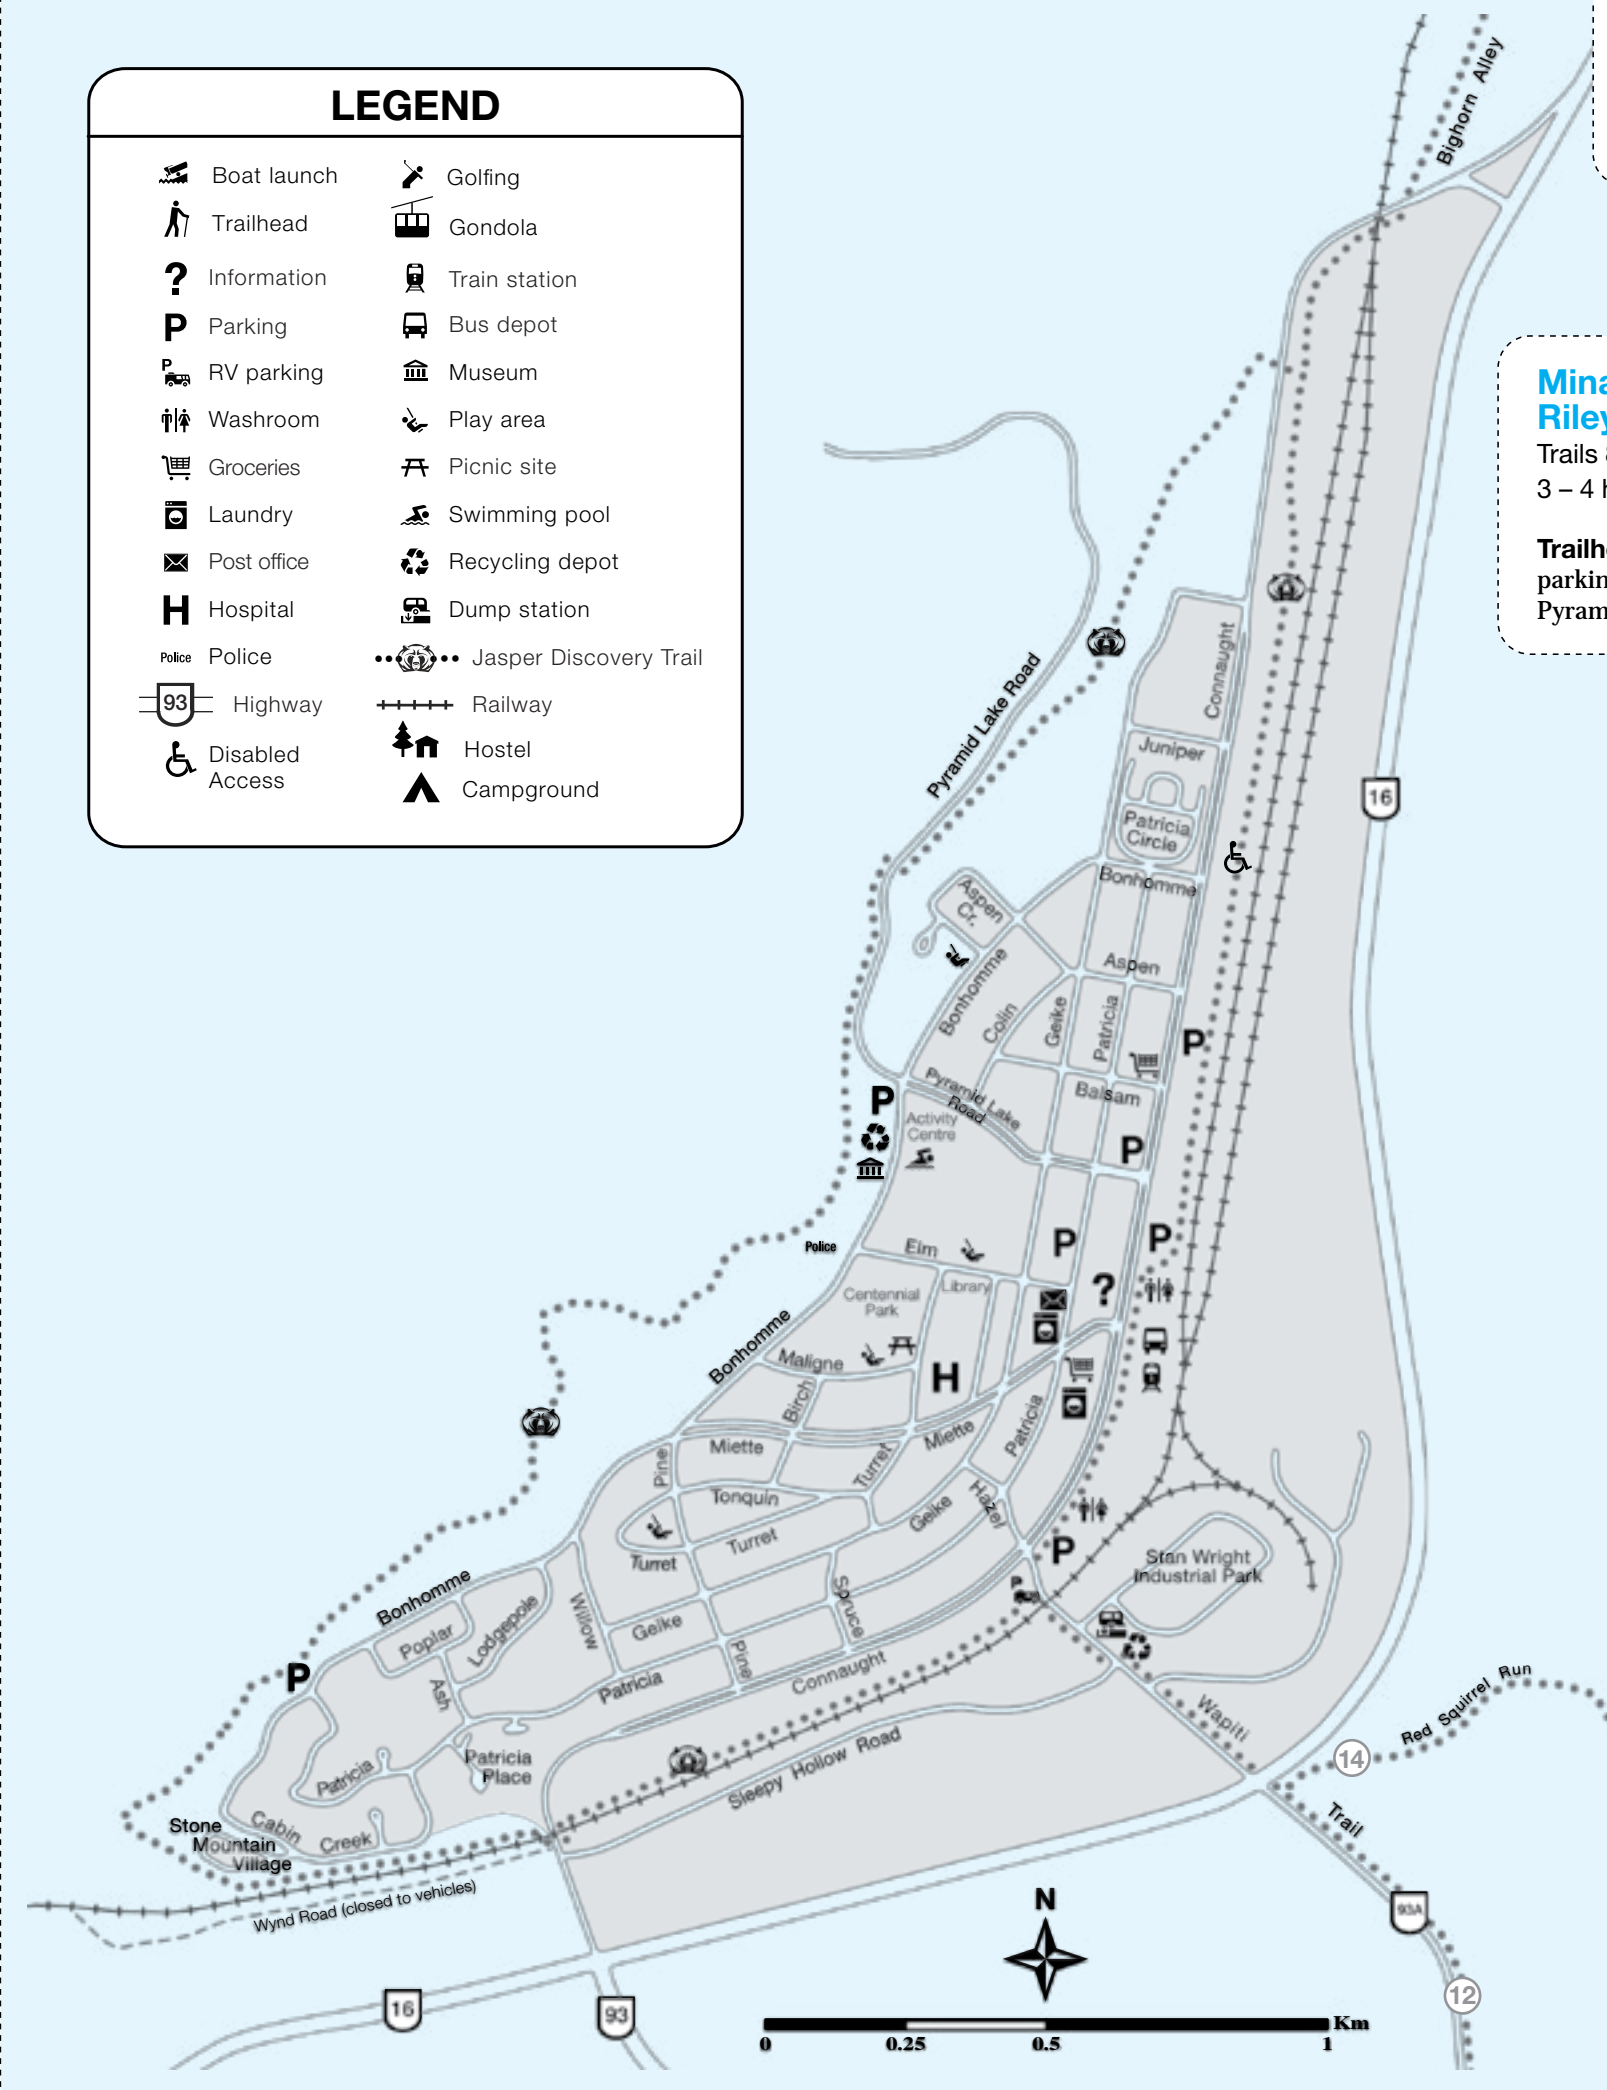 LEGEND
Boat launch
Golfing
Trailhead
Gondola
? Information
Train station
P Parking
Bus depot
P RV parking
Museum
Washroom
Play area
Groceries
Picnic site
Laundry
Swimming pool
Post office
Recycling depot
H Hospital
Dump station
Police Police
Jasper Discovery Trail
93 Highway
Railway
Disabled
Access
Hostel
Campground
Bighorn Alley
Trails
3 – 4
parkin
Pyram
Pyramid Lake Road
Connaught
Juniper
Patricia
Circle
16
Bonhomme
Aspen
Cr.
Bonhomme
Colin
Geike
Patricia
Aspen
P
Balsam
Pyramid Lake
Road
P
Activity
Centre
P
P
P
Police
Elm
Library
?
Centennial
Park
Bonhomme
Maligne
Birch
H
Patricia
Miette
Miette
Pine
Turret
Tonquin
Turret
Turret
Geike
Hazel
P
P
Stan Wright
Industrial Park
Bonhomme
Poplar
Lodgepole
Willow
Geike
Spruce
Pine
Patricia
Connaught
Ash
P
Wapiti
Red Squirrel Run
14
Sleepy Hollow Road
Patricia
Patricia
Place
Trail
Stone
Mountain
Village
Cabin
Creek
Wynd Road (closed to vehicles)
N
93A
12
16
93
Km
0
0.25
0.5
1